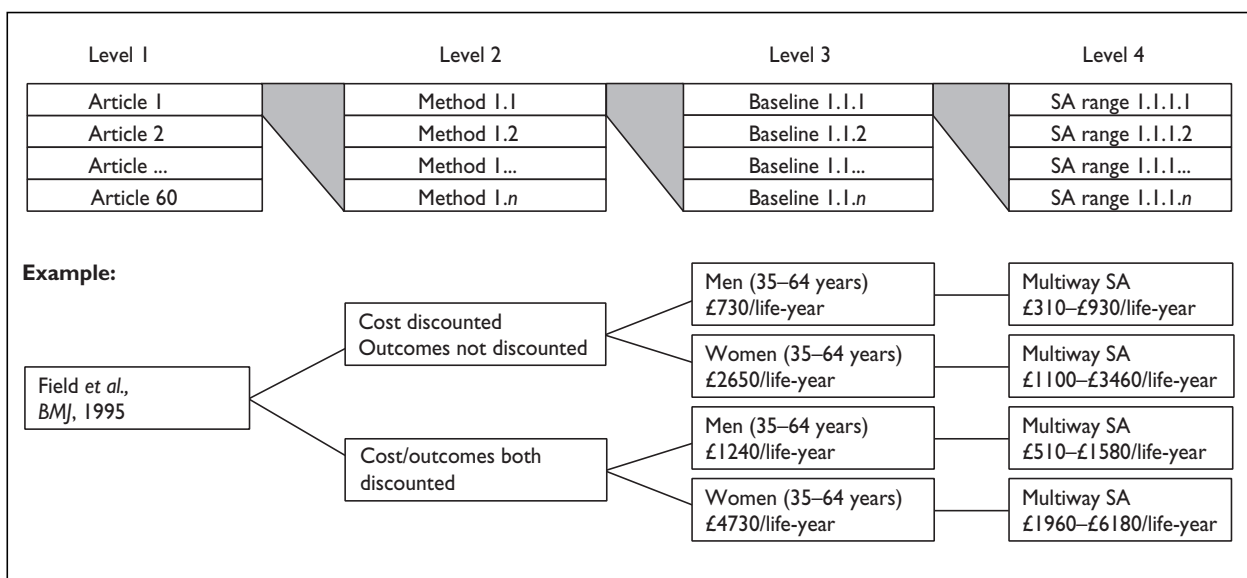 Level 1
Level 2
Level 3
Level 4
Article 1
Method 1.1
Baseline 1.1.1
SA range 1.1.1.1
Article 2
Method 1.2
Baseline 1.1.2
SA range 1.1.1.2
Article ...
Method 1...
Baseline 1.1...
SA range 1.1.1...
Article 60
Method 1.n
Baseline 1.1.n
SA range 1.1.1.n
Example:
Field et al.,
BMJ, 1995
Cost discounted
Outcomes not discounted
Cost/outcomes both
discounted
Men (35–64 years)
£730/life-year
Women (35–64 years)
£2650/life-year
Men (35–64 years)
£1240/life-year
Women (35–64 years)
£4730/life-year
Multiway SA
£310–£930/life-year
Multiway SA
£1100–£3460/life-year
Multiway SA
£510–£1580/life-year
Multiway SA
£1960–£6180/life-year